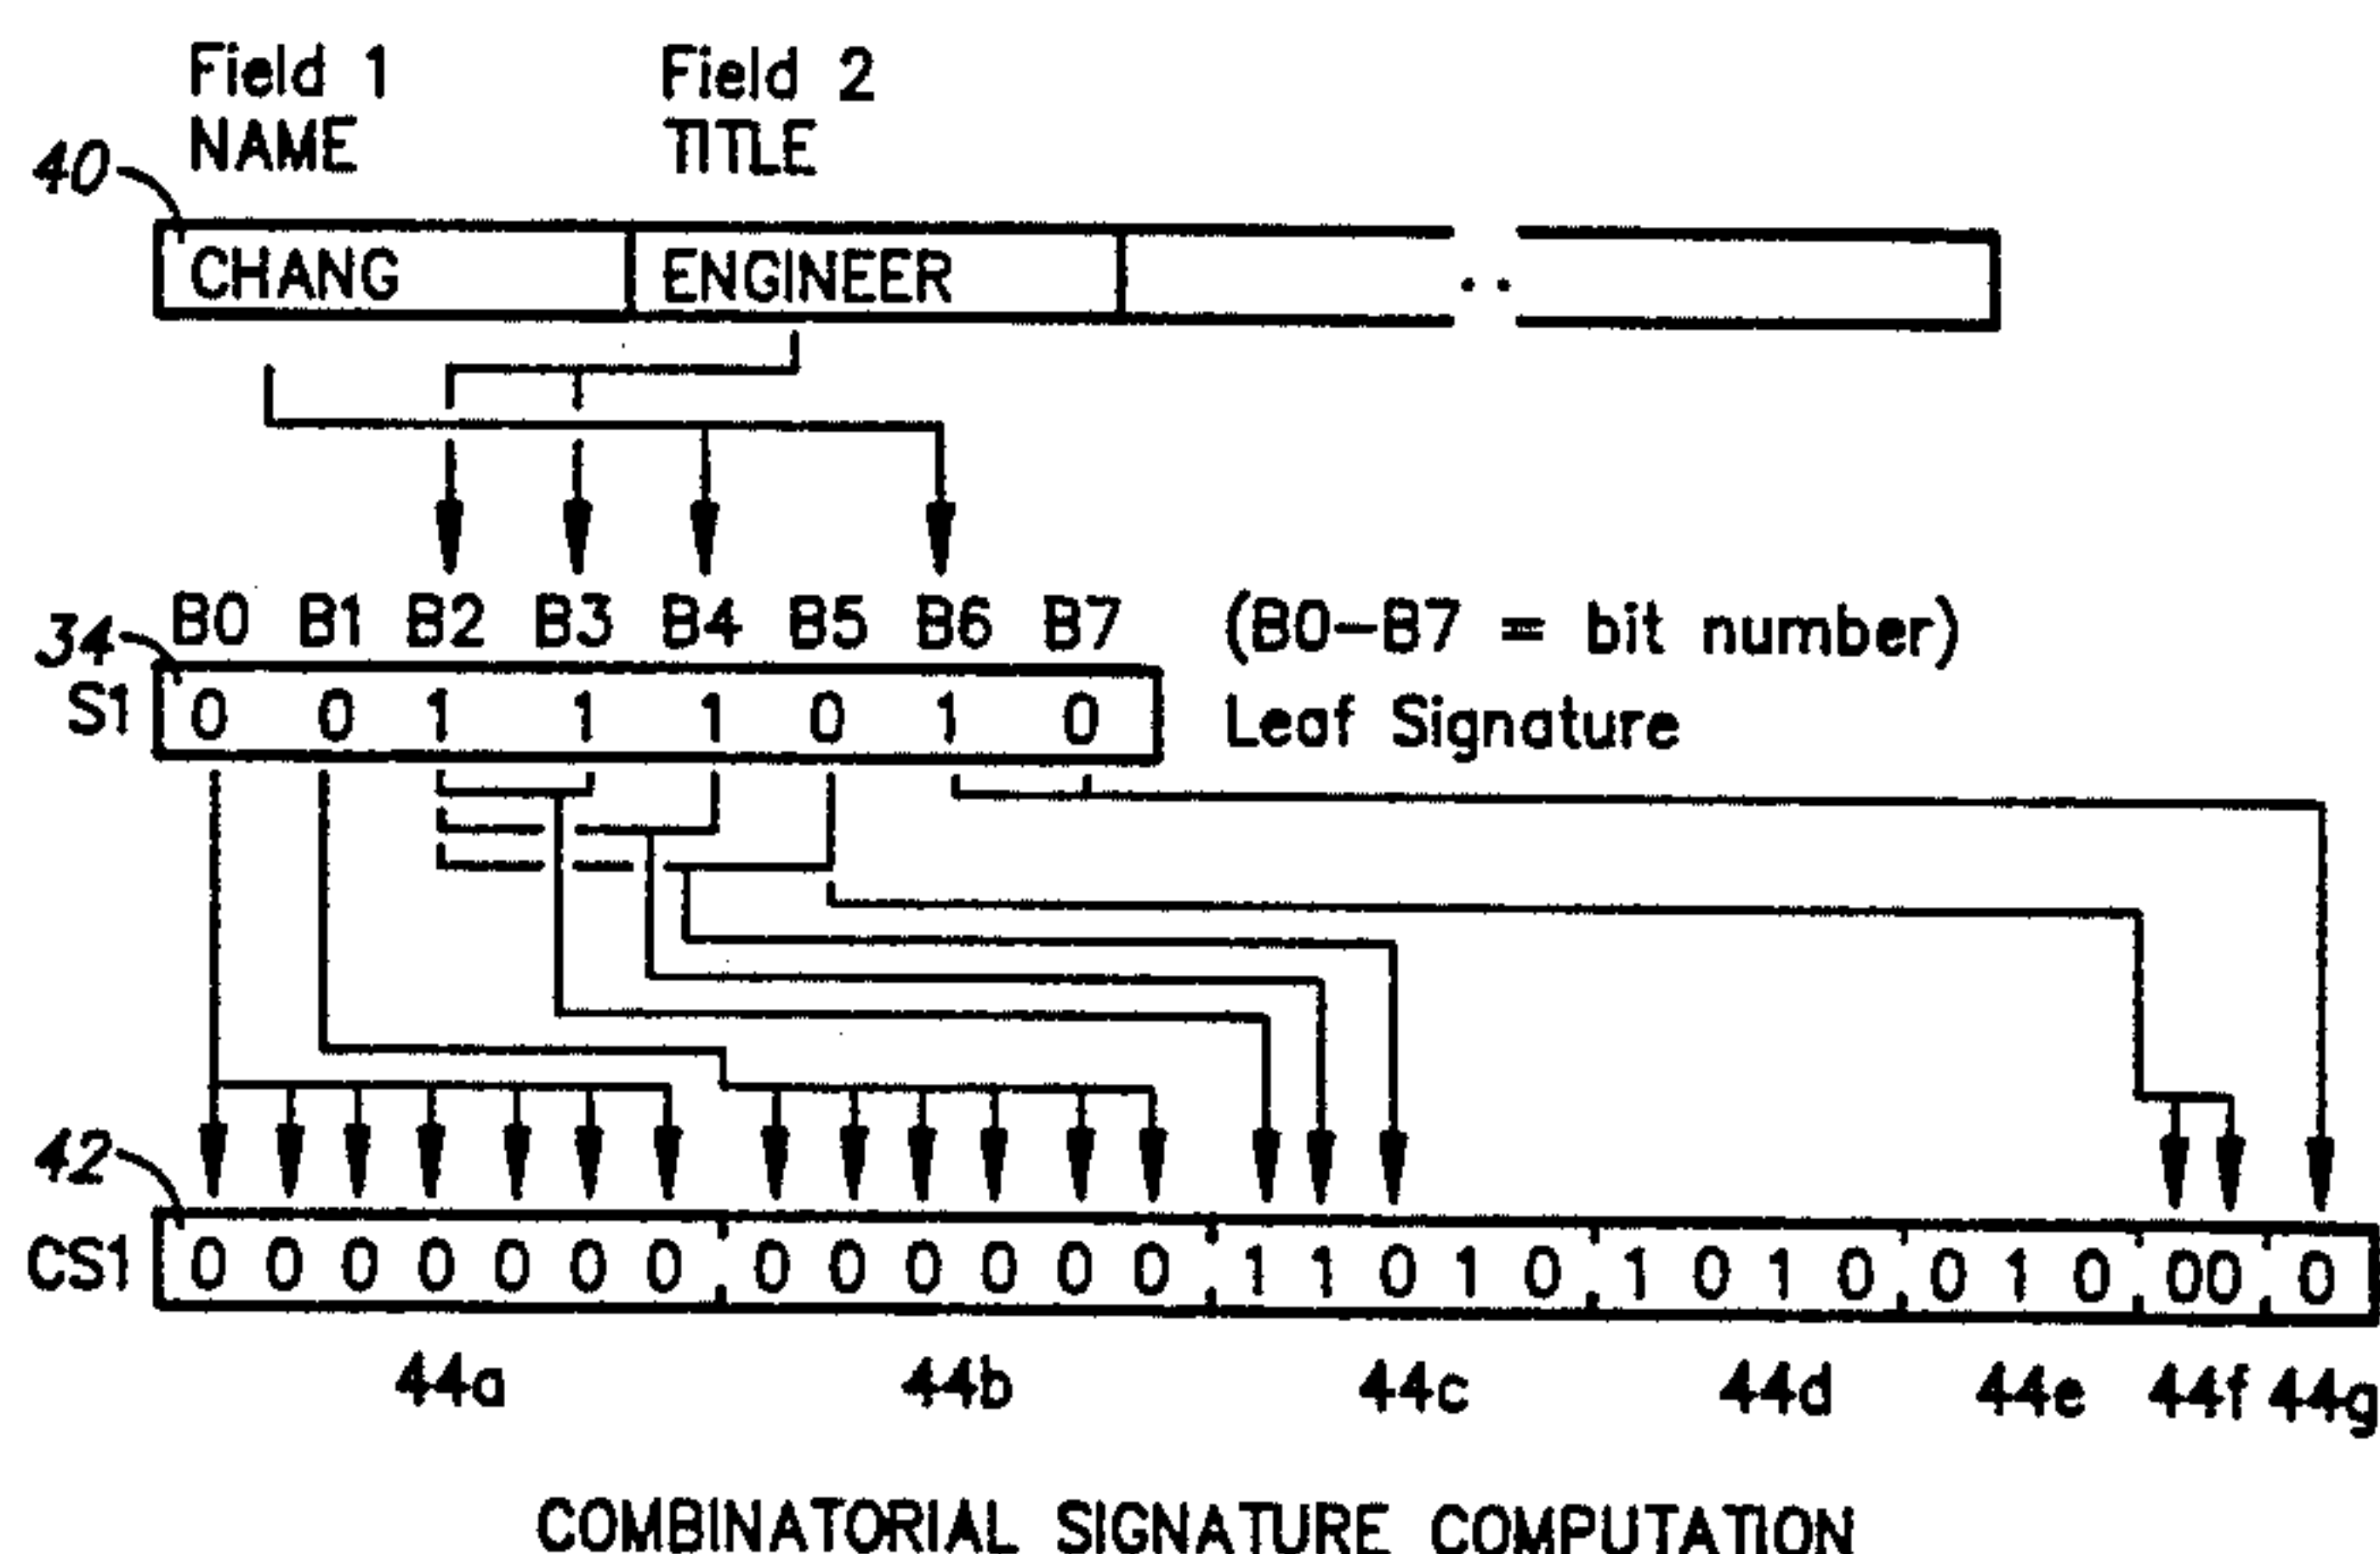 Field 1 Field 2
NAME TITLE
40
CHANG ENGINEER ..
B0 B1 B2 B3 B4 B5 B6 B7 (B0-B7 = bit number)
34
S1 0 0 1 1 1 0 1 0 Leaf Signature
42
CS1 0 0 0 0 0 0 0 0 0 0 0 0 0 1 1 0 1 0 1 0 1 0 0 1 0 00 0
44a 44b 44c 44d 44e 44f 44g
COMBINATORIAL SIGNATURE COMPUTATION